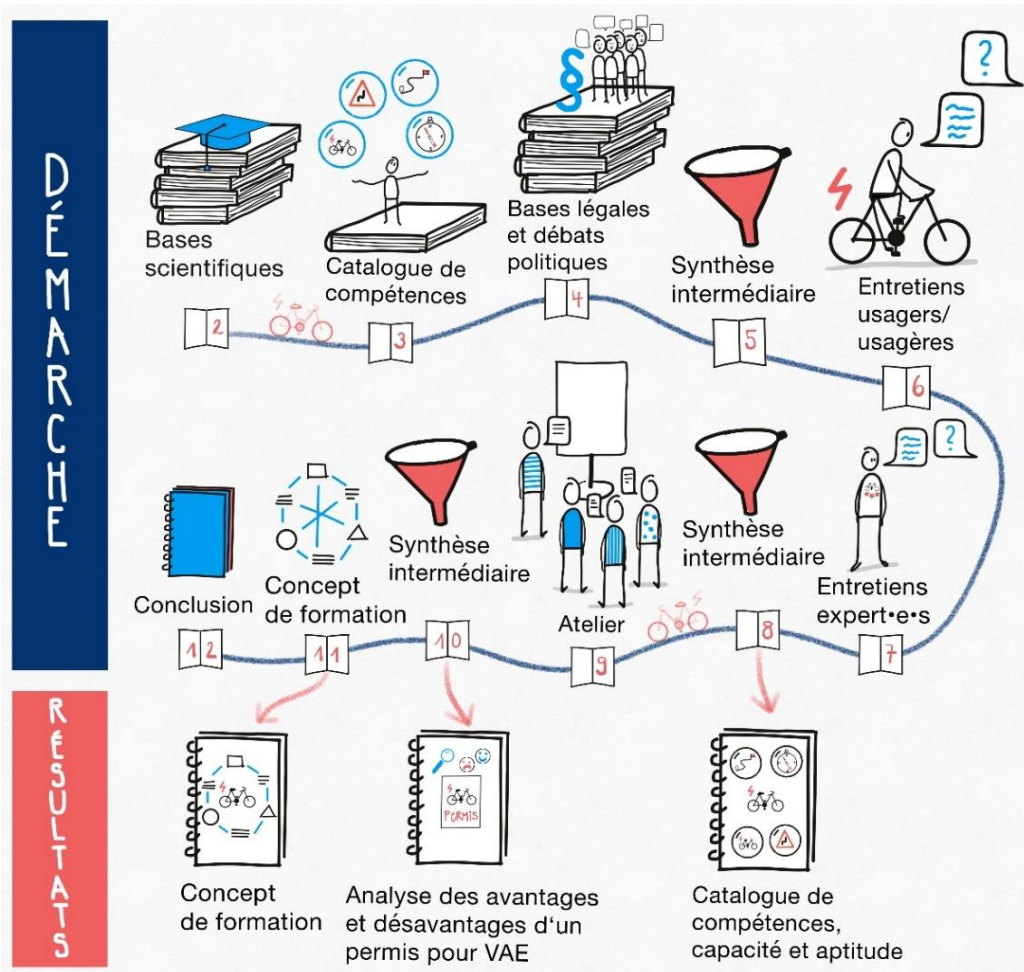 DÉMARCHE
Bases
scientifiques
Catalogue de
compétences
§
Bases légales
et débats
politiques
Synthèse
intermédiaire
?
Entretiens
usagers/
usagères
2
3
4
5
6
Conclusion
Concept
de formation
Synthèse
intermédiaire
Atelier
Synthèse
intermédiaire
?
Entretiens
expert•e•s
12
11
10
9
8
7
RÉSULTATS
PERMIS
Concept
de formation
Analyse des avantages
et désavantages d'un
permis pour VAE
Catalogue de
compétences,
capacité et aptitude